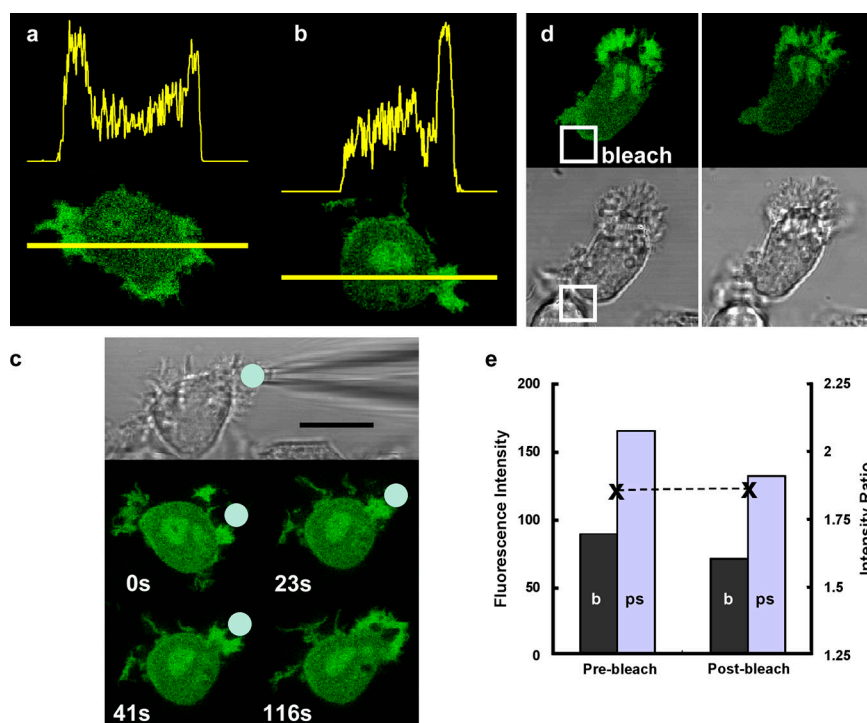 a
b
d
bleach
c
0s
23s
41s
116s
e
200
150
100
50
0
Fluorescence Intensity
2.25
2
1.75
1.5
1.25
Intensity Ratio
b
ps
b
ps
Pre-bleach
Post-bleach